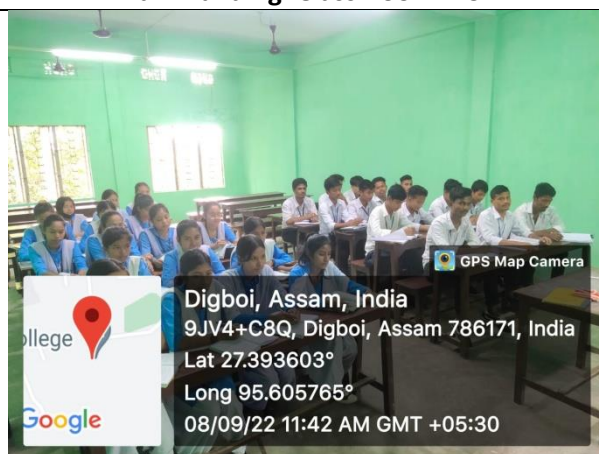 GPS Map Camera
Digboi, Assam, India
9JV4+C8Q, Digboi, Assam 786171, India
Lat 27.393603°
Long 95.605765°
08/09/22 11:42 AM GMT +05:30
ollege
Google